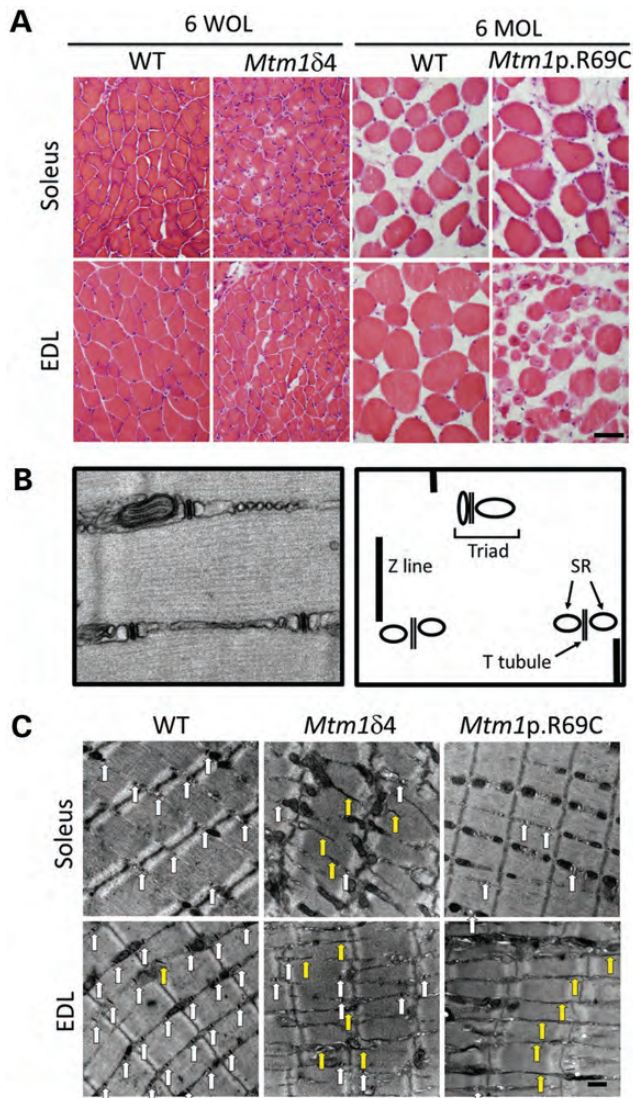 A
6 WOL
6 MOL
WT
Mtm1δ4
WT
Mtm1p.R69C
Soleus
EDL
B
Triad
Z line
SR
T tubule
C
WT
Mtm1δ4
Mtm1p.R69C
Soleus
EDL